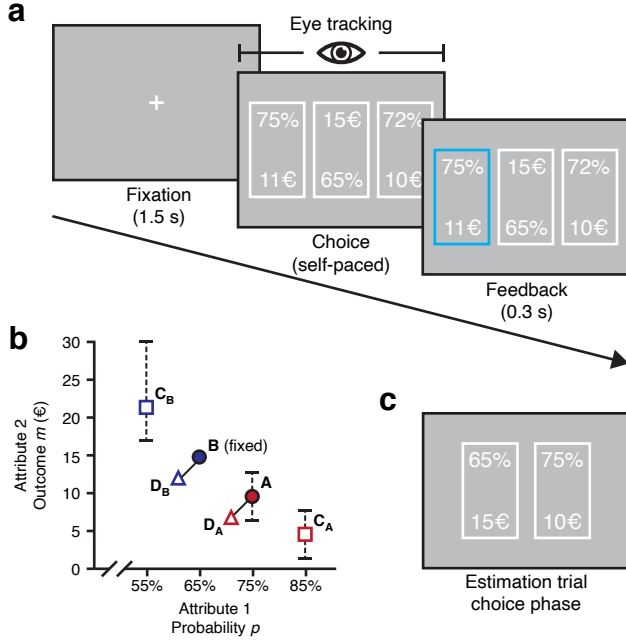 a
Eye tracking
+
Fixation
(1.5 s)
75% 15€ 72%
11€ 65% 10€
Choice
(self-paced)
75% 15€ 72%
11€ 65% 10€
Feedback
(0.3 s)
b
Attribute 2
Outcome m (€)
30
25
20
15
10
5
0
C_B
B (fixed)
D_B
A
D_A
C_A
55% 65% 75% 85%
Attribute 1
Probability p
c
65% 75%
15€ 10€
Estimation trial
choice phase